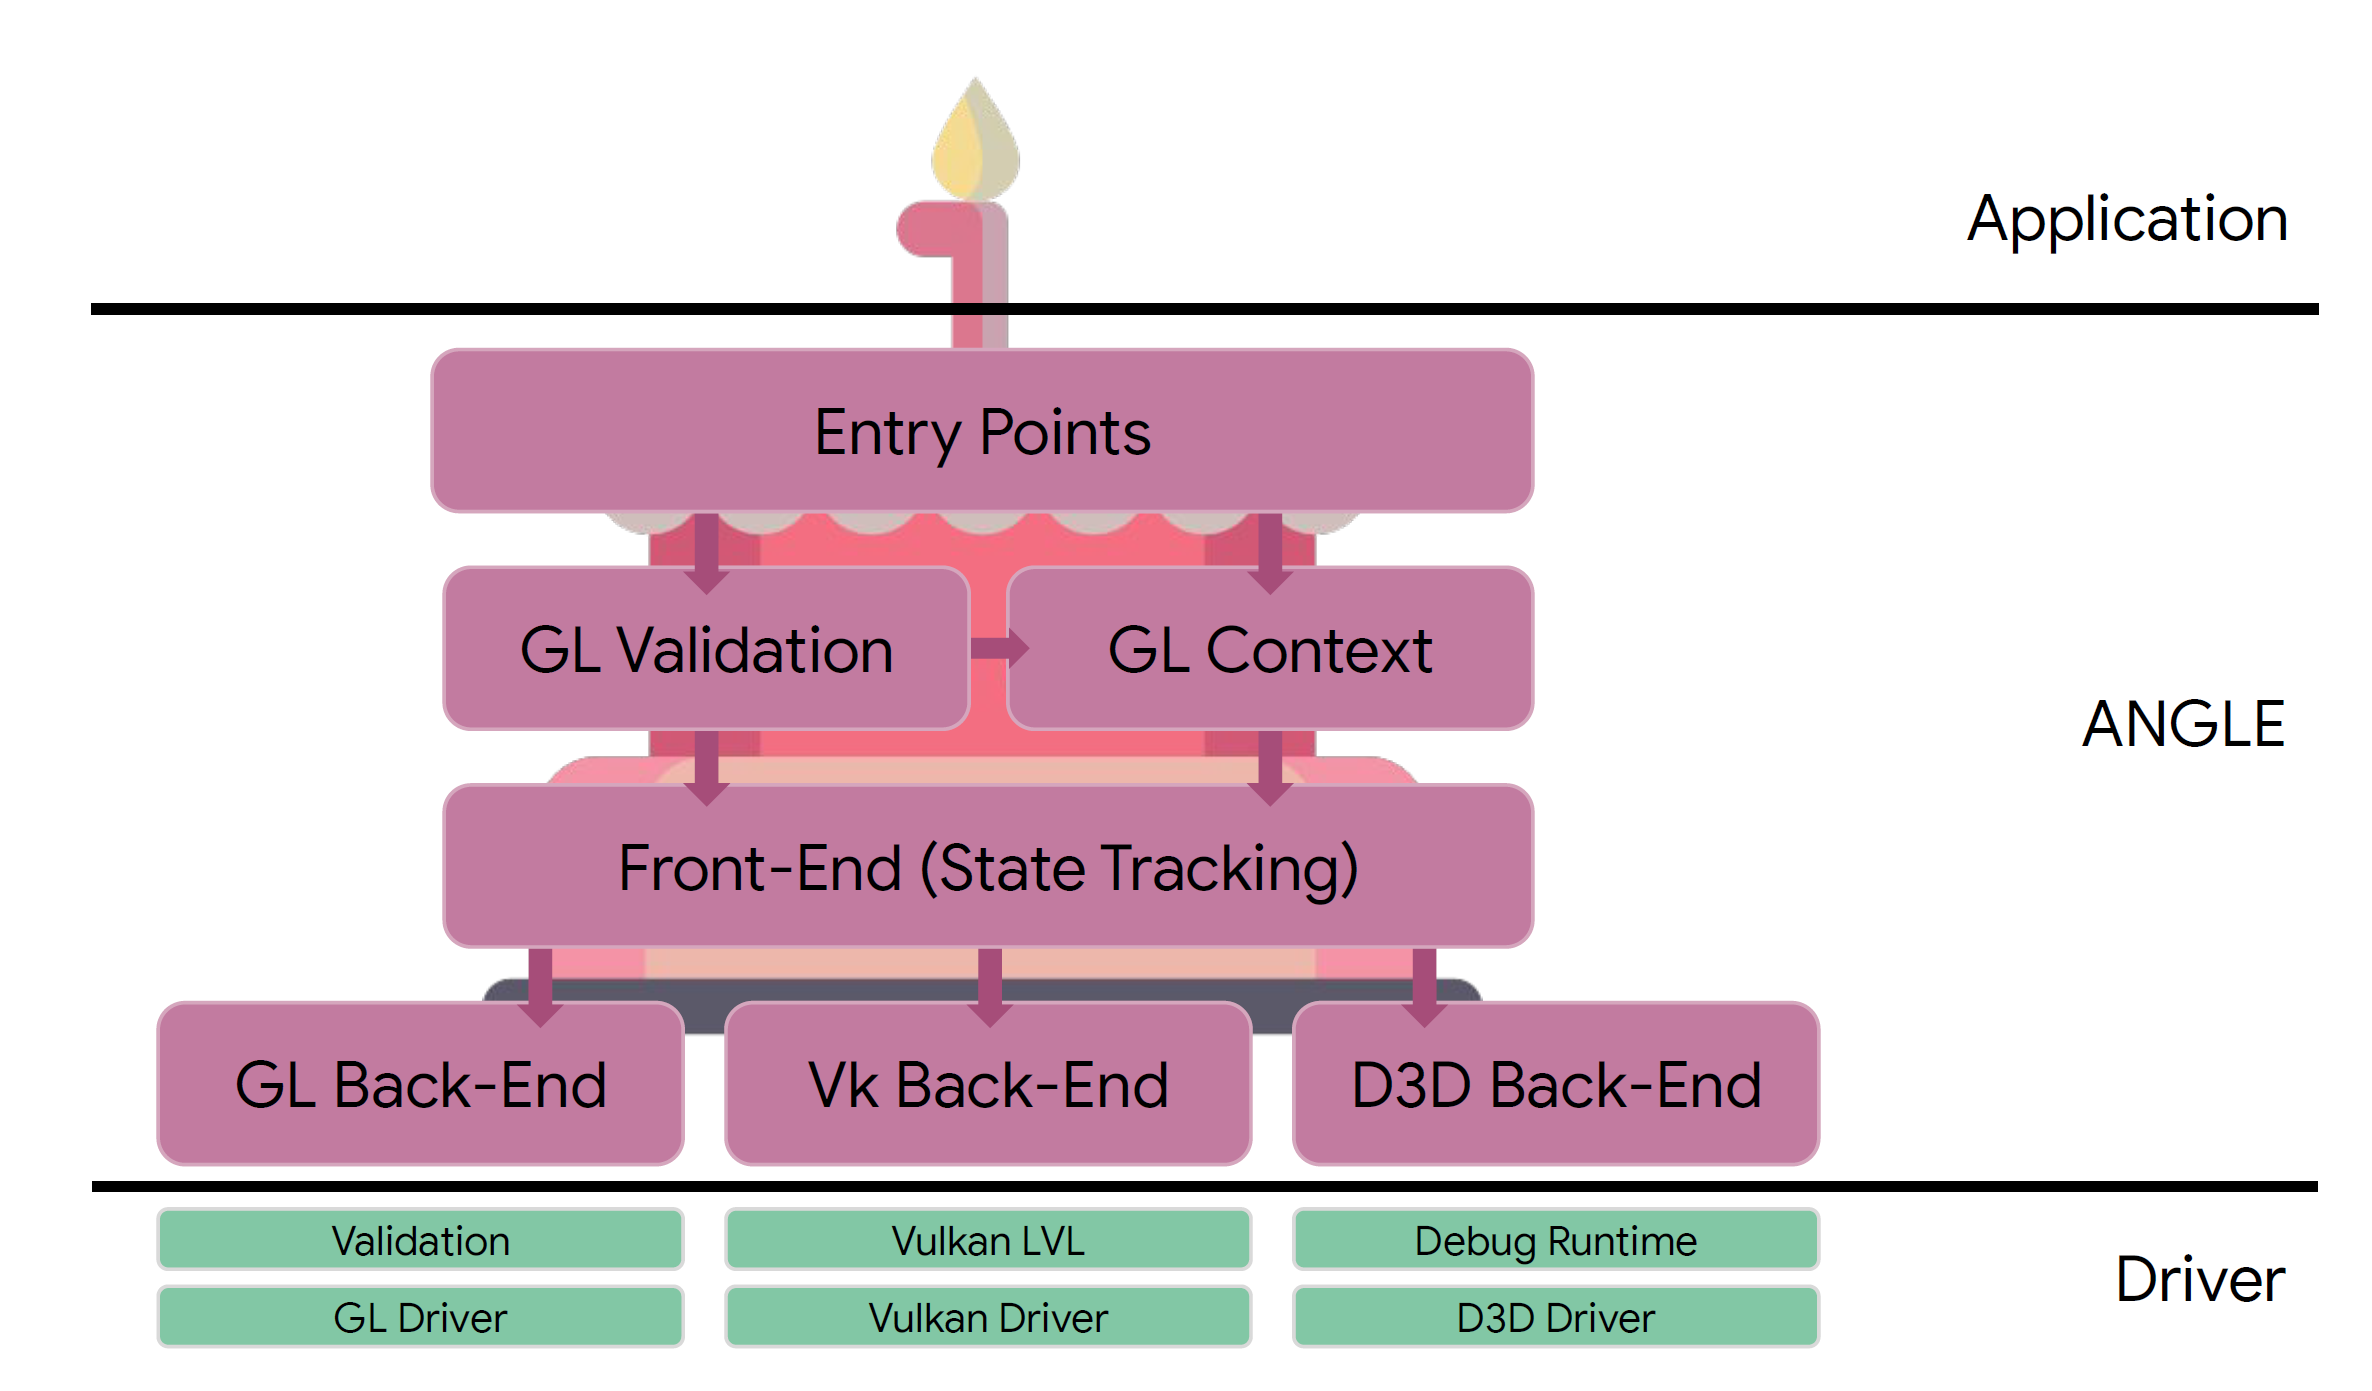 Application
Entry Points
GL Validation
GL Context
ANGLE
Front-End (State Tracking)
GL Back-End
Vk Back-End
D3D Back-End
Validation
Vulkan LVL
Debug Runtime
Driver
GL Driver
Vulkan Driver
D3D Driver